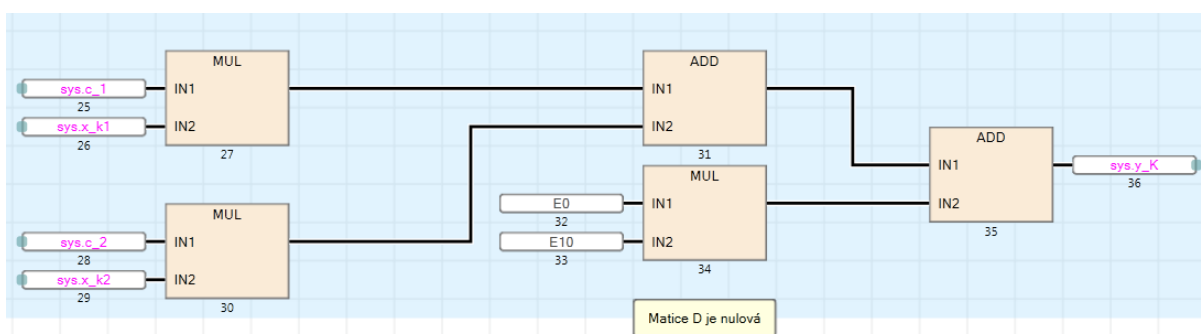 MUL
sys.c_1
IN1
25
sys.x_k1
IN2
26
27
MUL
sys.c_2
IN1
28
sys.x_k2
IN2
29
30
ADD
IN1
IN2
31
MUL
E0
IN1
32
E10
IN2
33
34
ADD
IN1
IN2
35
sys.y_K
36
Matice D je nulová